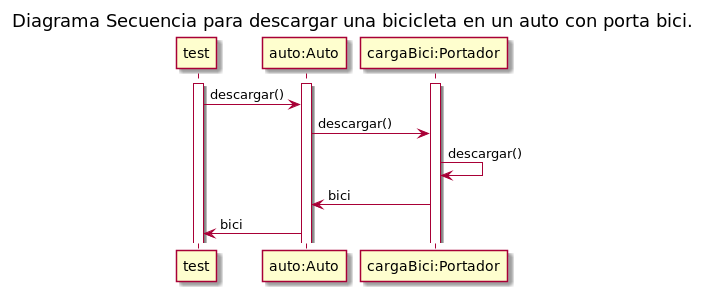 Diagrama Secuencia para descargar una bicicleta en un auto con porta bici.
test auto:Auto cargaBici:Portador
descargar()
descargar()
descargar()
bici
bici
test auto:Auto cargaBici:Portador